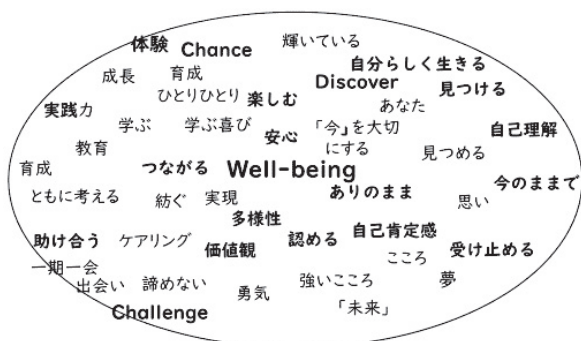 体験
Chance
輝いている
自分らしく生きる
成長
育成
Discover
見つける
ひとりひとり
楽しむ
あなた
実践力
学ぶ
学ぶ喜び
安心
「今」を大切
にする
自己理解
教育
見つめる
育成
つながる
Well-being
ありのまま
今のままで
ともに考える
紡ぐ
実現
思い
多様性
助け合う
ケアリング
価値観
認める
自己肯定感
受け止める
こころ
一期一会
出会い
諦めない
勇気
強いこころ
夢
「未来」
Challenge